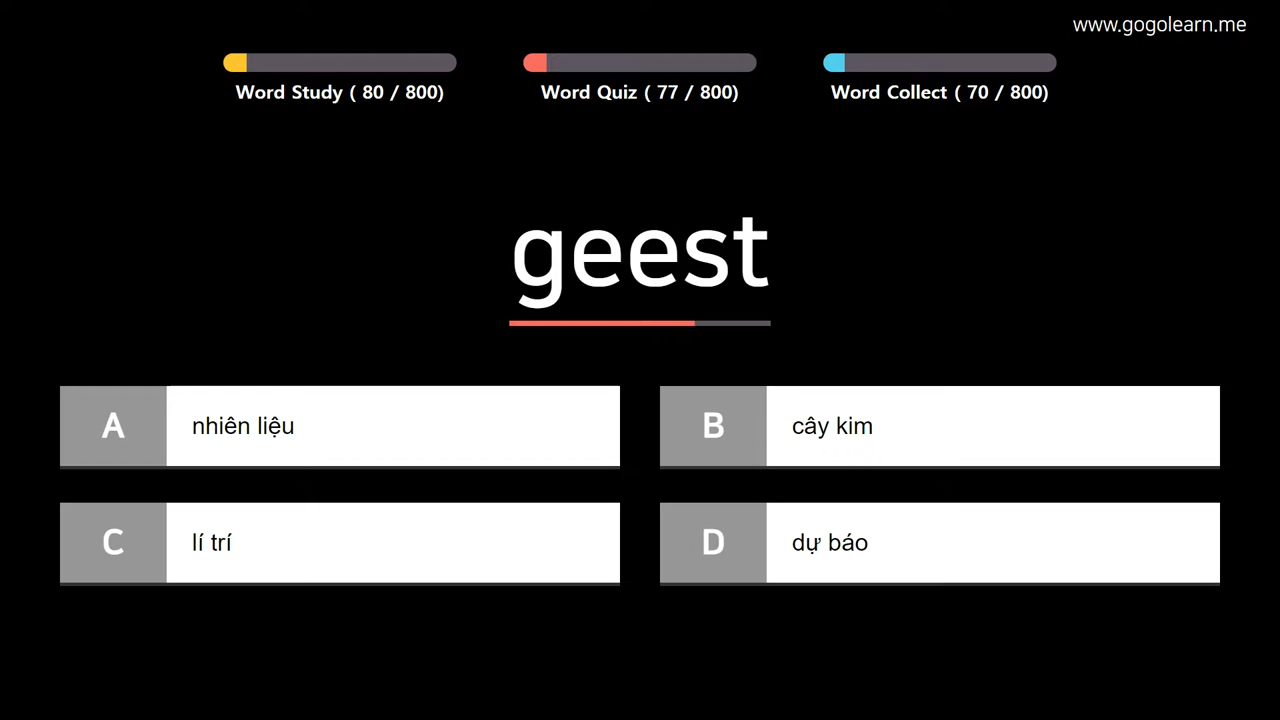 www.gogolearn.me
Word Study ( 80 / 800)
Word Quiz ( 77 / 800)
Word Collect ( 70 / 800)
geest
A nhiên liệu
B cây kim
C lí trí
D dự báo